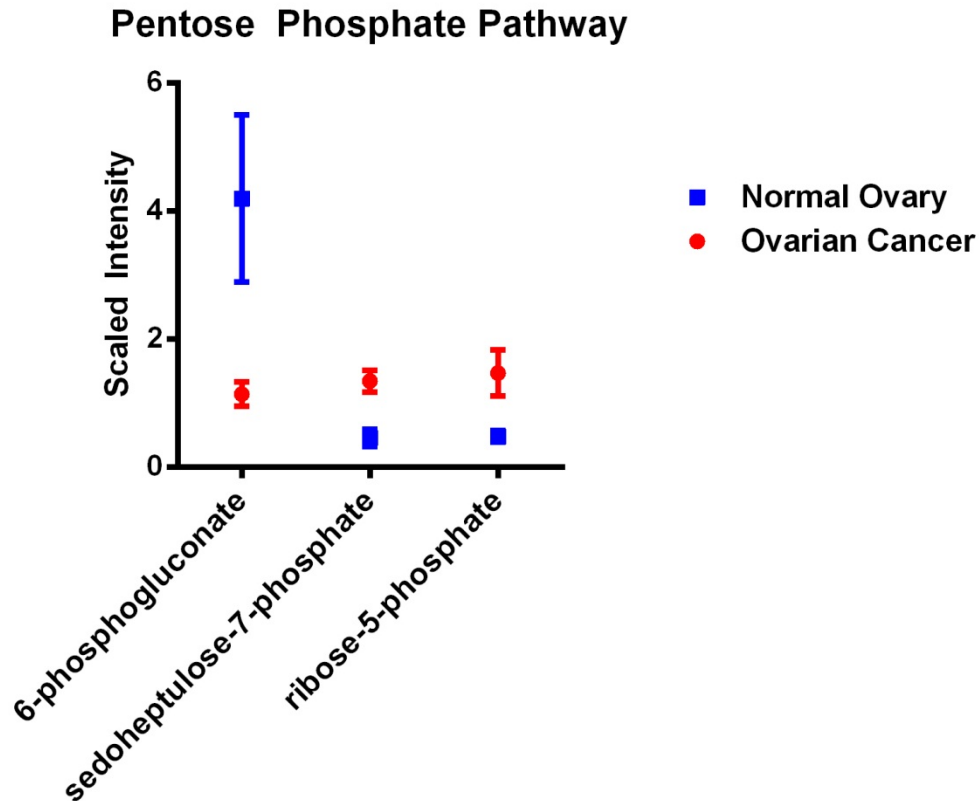 Pentose Phosphate Pathway
Scaled Intensity
6
4
2
0
Normal Ovary
Ovarian Cancer
6-phosphogluconate
sedoheptulose-7-phosphate
ribose-5-phosphate